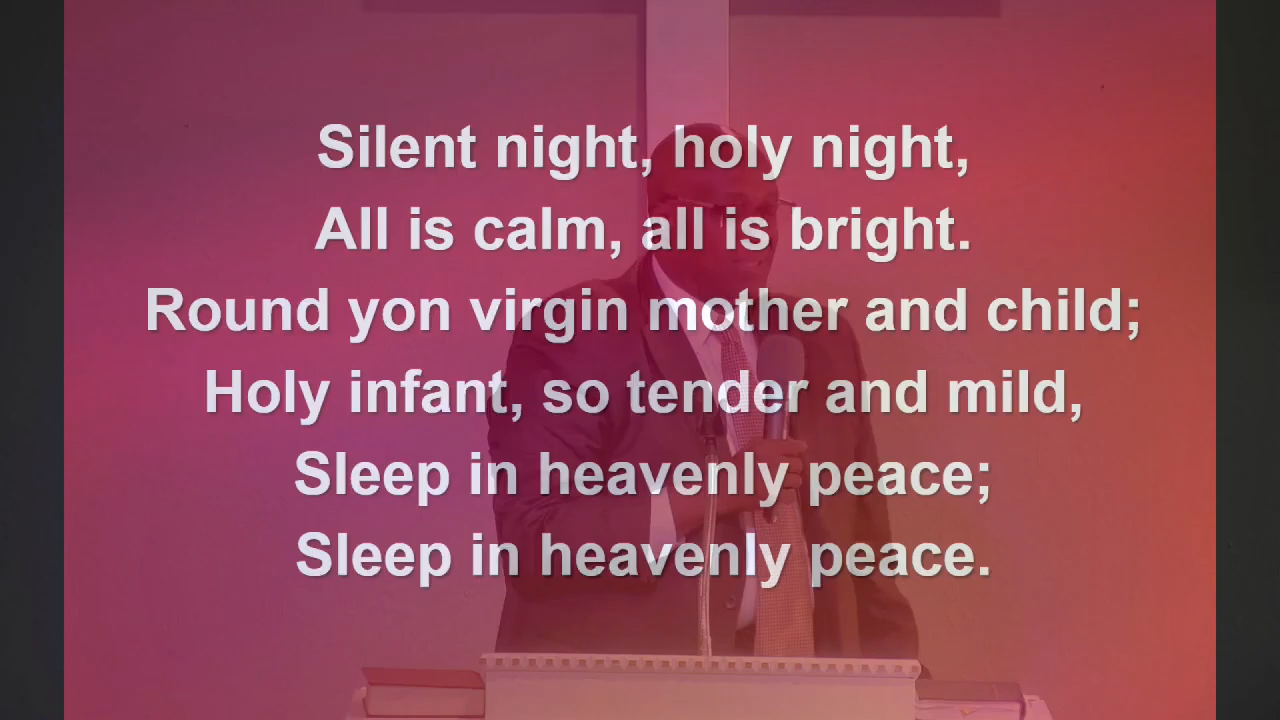 Silent night, holy night,
All is calm, all is bright.
Round yon virgin mother and child;
Holy infant, so tender and mild,
Sleep in heavenly peace;
Sleep in heavenly peace.